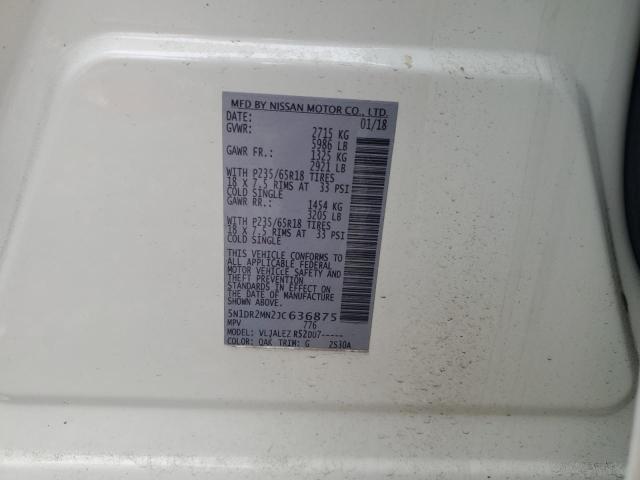 MFD BY NISSAN MOTOR CO., LTD.
DATE: 01/18
GVWR: 2715 KG
5986 LB
GAWR FR.: 1325 KG
2921 LB
WITH P235/65R18 TIRES
18 X 7.5 RIMS AT 33 PSI
COLD SINGLE
GAWR RR.: 1454 KG
3205 LB
WITH P235/65R18 TIRES
18 X 7.5 RIMS AT 33 PSI
COLD SINGLE
THIS VEHICLE CONFORMS TO
ALL APPLICABLE FEDERAL
MOTOR VEHICLE SAFETY AND
THEFT PREVENTION
STANDARDS IN EFFECT ON
THE DATE OF MANUFACTURE
SHOWN ABOVE.
5N1DR2MN2JC636875
MPV 776
MODEL: VLJALEZ R52DU7-----
COLOR: QAK TRIM: G 2S30A